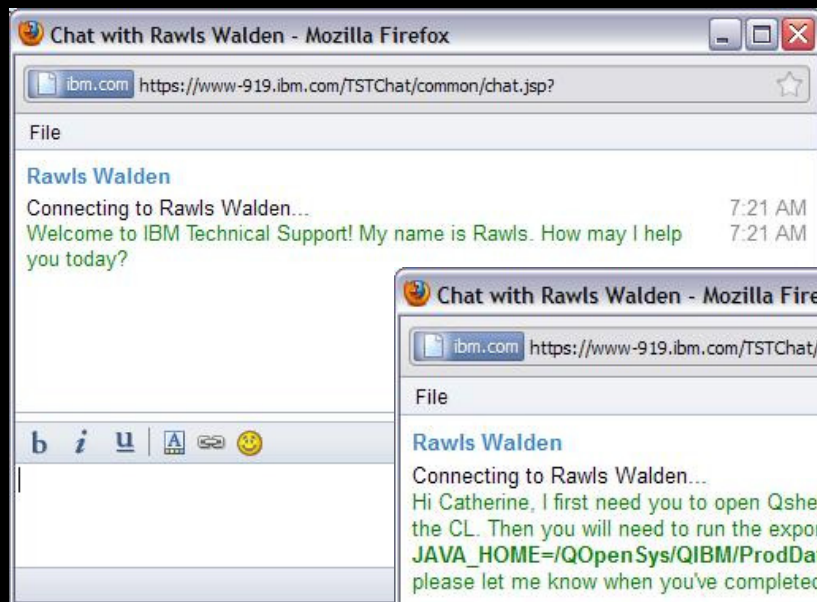 Chat with Rawls Walden - Mozilla Firefox
ibm.com https://www-919.ibm.com/TSTChat/common/chat.jsp?
File
Rawls Walden
Connecting to Rawls Walden... 7:21 AM
Welcome to IBM Technical Support! My name is Rawls. How may I help 7:21 AM
you today?
b i u A
Chat with Rawls Walden - Mozilla Fire
ibm.com https://www-919.ibm.com/TSTChat/
File
Rawls Walden
Connecting to Rawls Walden...
Hi Catherine, I first need you to open Qshe
the CL. Then you will need to run the expor
JAVA_HOME=/QOpenSys/QIBM/ProdDa
please let me know when you've completed